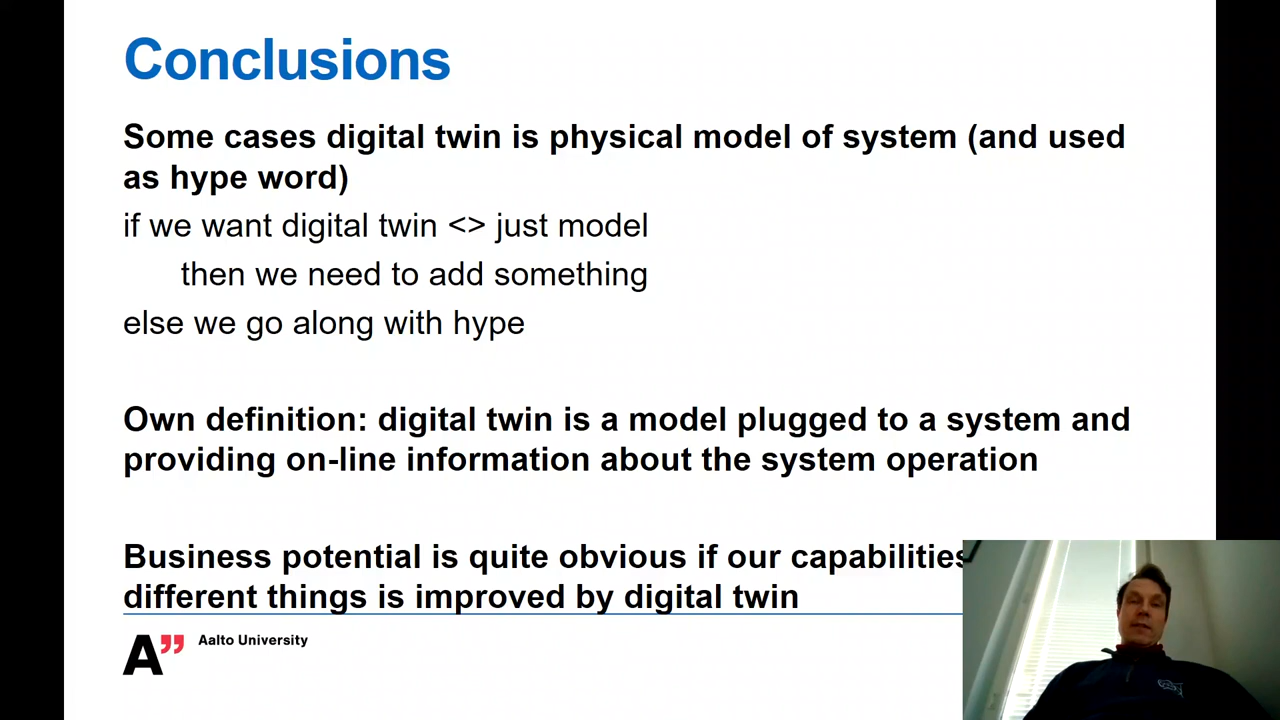 Conclusions
Some cases digital twin is physical model of system (and used
as hype word)
if we want digital twin <> just model
then we need to add something
else we go along with hype
Own definition: digital twin is a model plugged to a system and
providing on-line information about the system operation
Business potential is quite obvious if our capabilities
different things is improved by digital twin
A”
Aalto University